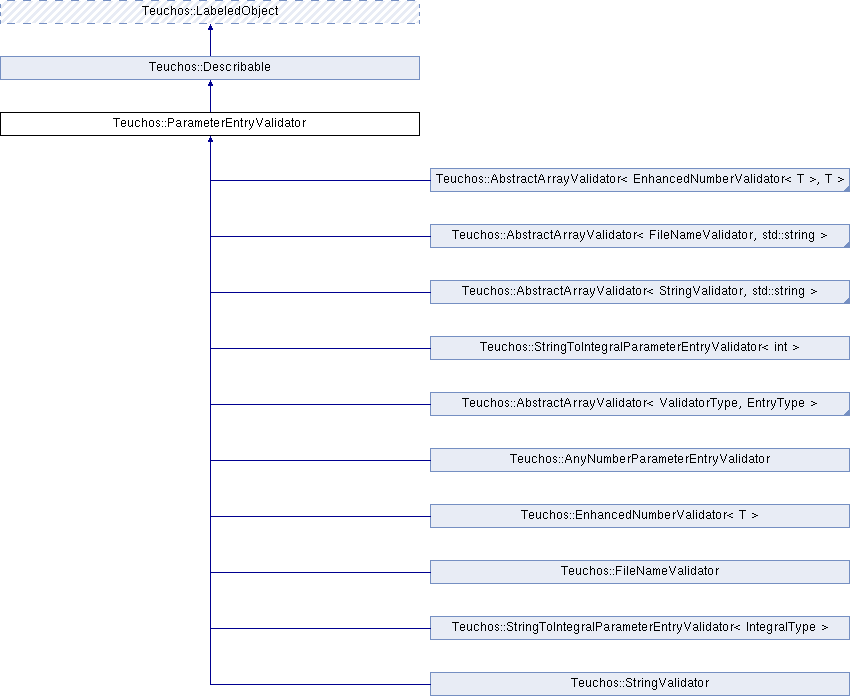 Teuchos::LabeledObject
Teuchos::Describable
Teuchos::ParameterEntryValidator
Teuchos::AbstractArrayValidator< EnhancedNumberValidator< T >, T >
Teuchos::AbstractArrayValidator< FileNameValidator, std::string >
Teuchos::AbstractArrayValidator< StringValidator, std::string >
Teuchos::StringToIntegralParameterEntryValidator< int >
Teuchos::AbstractArrayValidator< ValidatorType, EntryType >
Teuchos::AnyNumberParameterEntryValidator
Teuchos::EnhancedNumberValidator< T >
Teuchos::FileNameValidator
Teuchos::StringToIntegralParameterEntryValidator< IntegralType >
Teuchos::StringValidator